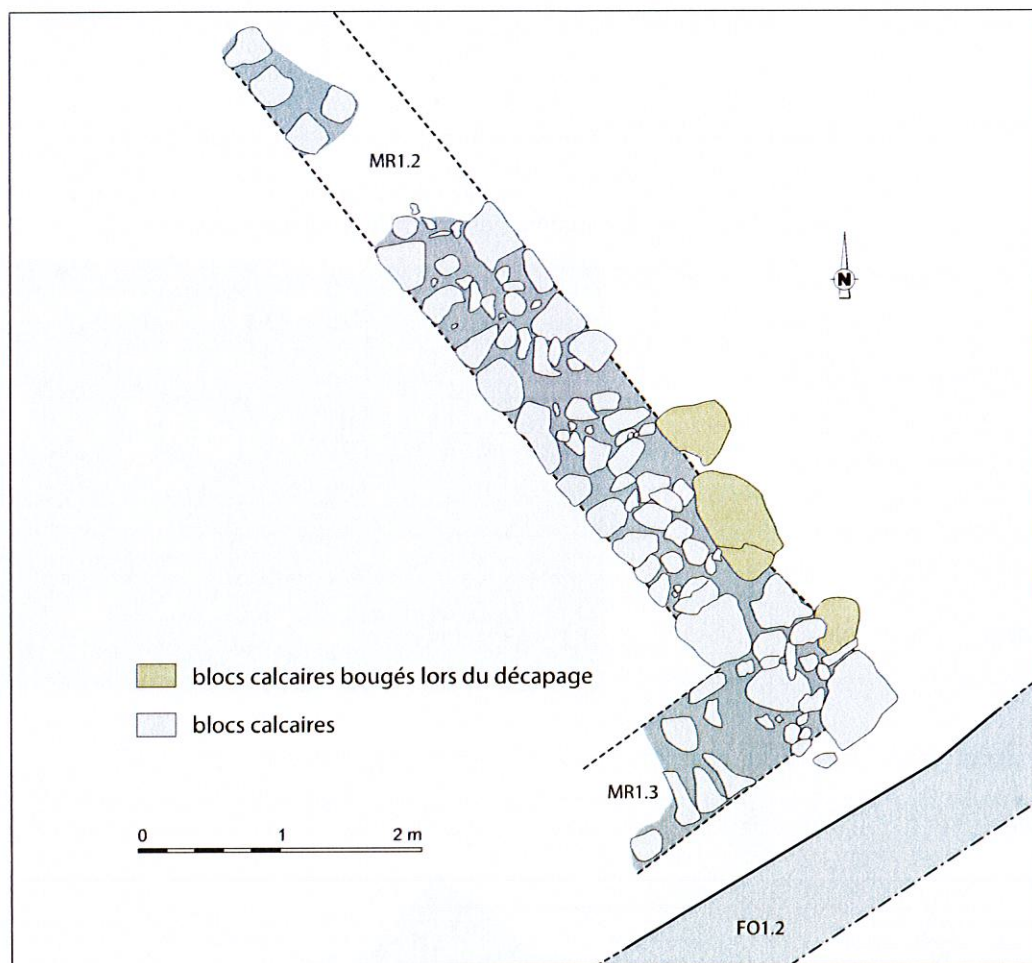 MR1.2
N
blocs calcaires bougés lors du décapage
blocs calcaires
MR1.3
0 1 2 m
FO1.2